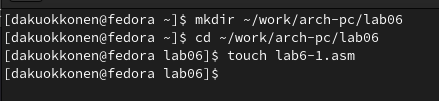 [dakuokkonen@fedora ~]$ mkdir ~/work/arch-pc/lab06
[dakuokkonen@fedora ~]$ cd ~/work/arch-pc/lab06
[dakuokkonen@fedora lab06]$ touch lab6-1.asm
[dakuokkonen@fedora lab06]$